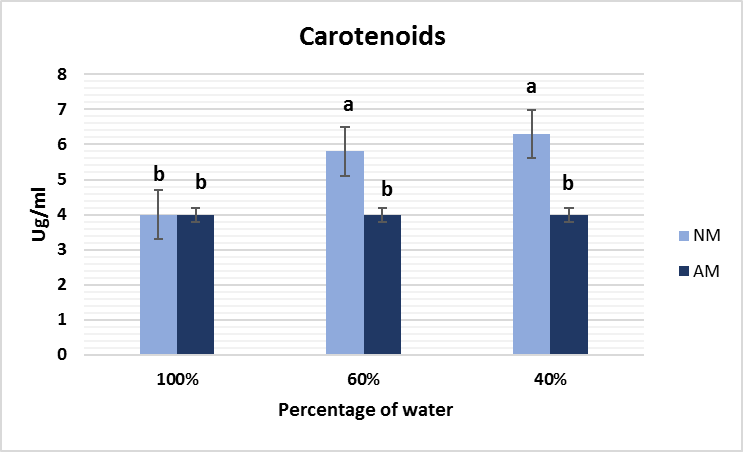 Carotenoids
8
7
6
5
4
3
2
1
0
Ug/ml
b b
a
b
a
b
100% 60% 40%
Percentage of water
NM
AM